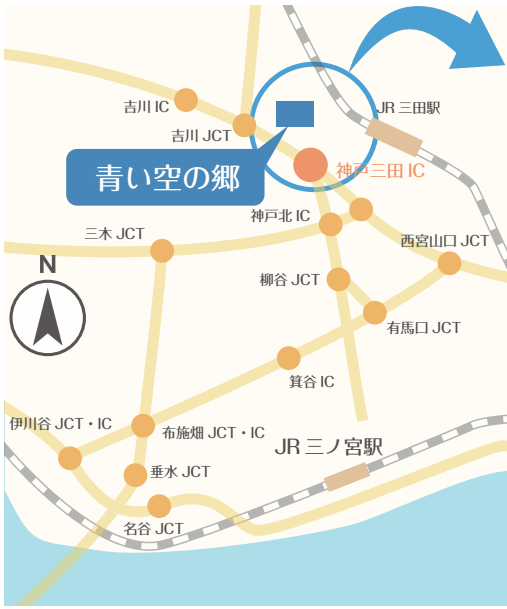 吉川 IC
JR 三田駅
吉川 JCT
青い空の郷
神戸三田 IC
神戸北 IC
三木 JCT
西宮山口 JCT
N
柳谷 JCT
有馬口 JCT
箕谷 IC
伊川谷 JCT・IC
布施畑 JCT・IC
JR 三ノ宮駅
垂水 JCT
名谷 JCT